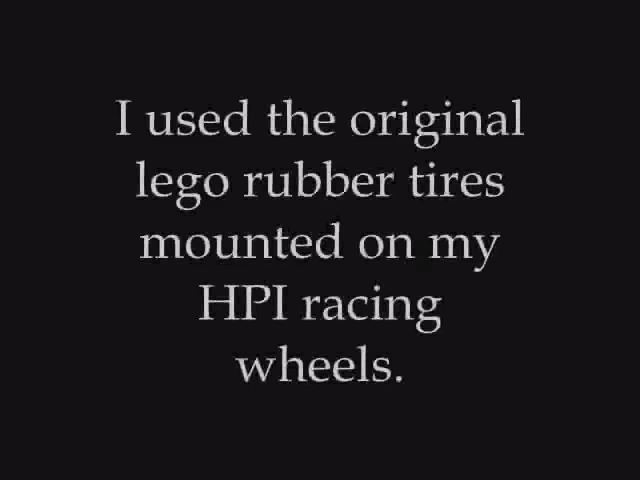 I used the original
lego rubber tires
mounted on my
HPI racing
wheels.